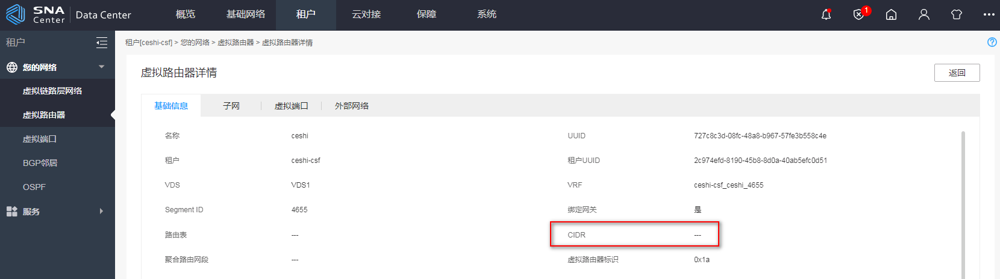 SNA Center Data Center 概览 基础网络 租户 云对接 保障 系统 1
租户
租户[ceshi-csf] > 您的网络 > 虚拟路由器 > 虚拟路由器详情
您的网络
虚拟链路层网络
虚拟路由器
虚拟端口
BGP邻居
OSPF
服务
虚拟路由器详情 返回
基础信息 子网 虚拟端口 外部网络
名称 ceshi UUID 727c8c3d-08fc-48a8-b967-57fe3b558c4e
租户 ceshi-csf 租户UUID 2c974efd-8190-45b8-8d0a-40ab5efc0d51
VDS VDS1 VRF ceshi-csf_ceshi_4655
Segment ID 4655 绑定网关 是
路由表 --- CIDR ---
聚合路由网段 --- 虚拟路由器标识 0x1a